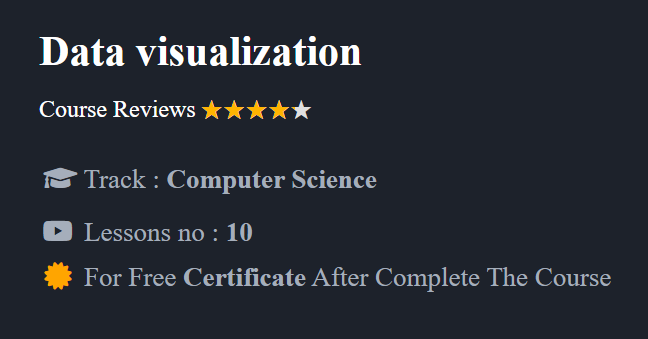 Data visualization
Course Reviews
Track : Computer Science
Lessons no : 10
For Free Certificate After Complete The Course